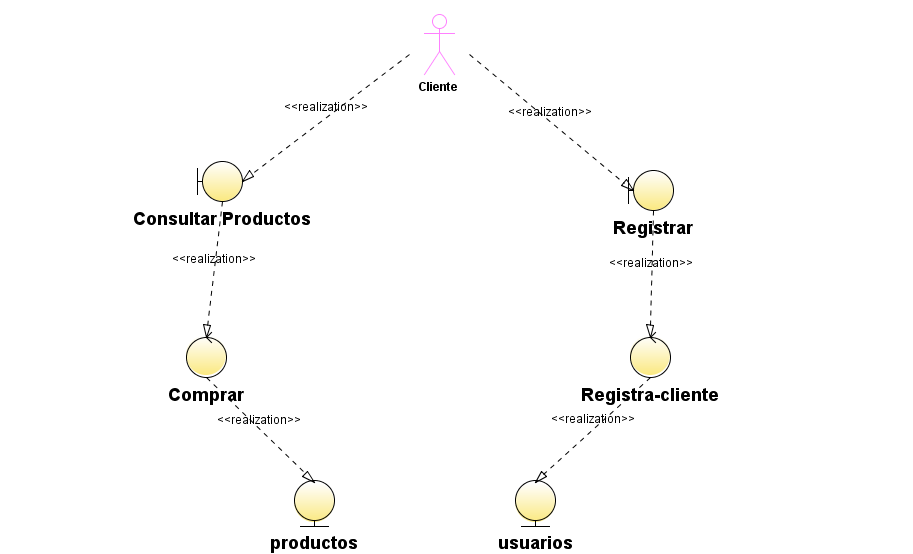 Cliente
<<realization>>
<<realization>>
Consultar Productos
Registrar
<<realization>>
<<realization>>
Comprar
Registra-cliente
<<realization>>
<<realization>>
productos
usuarios